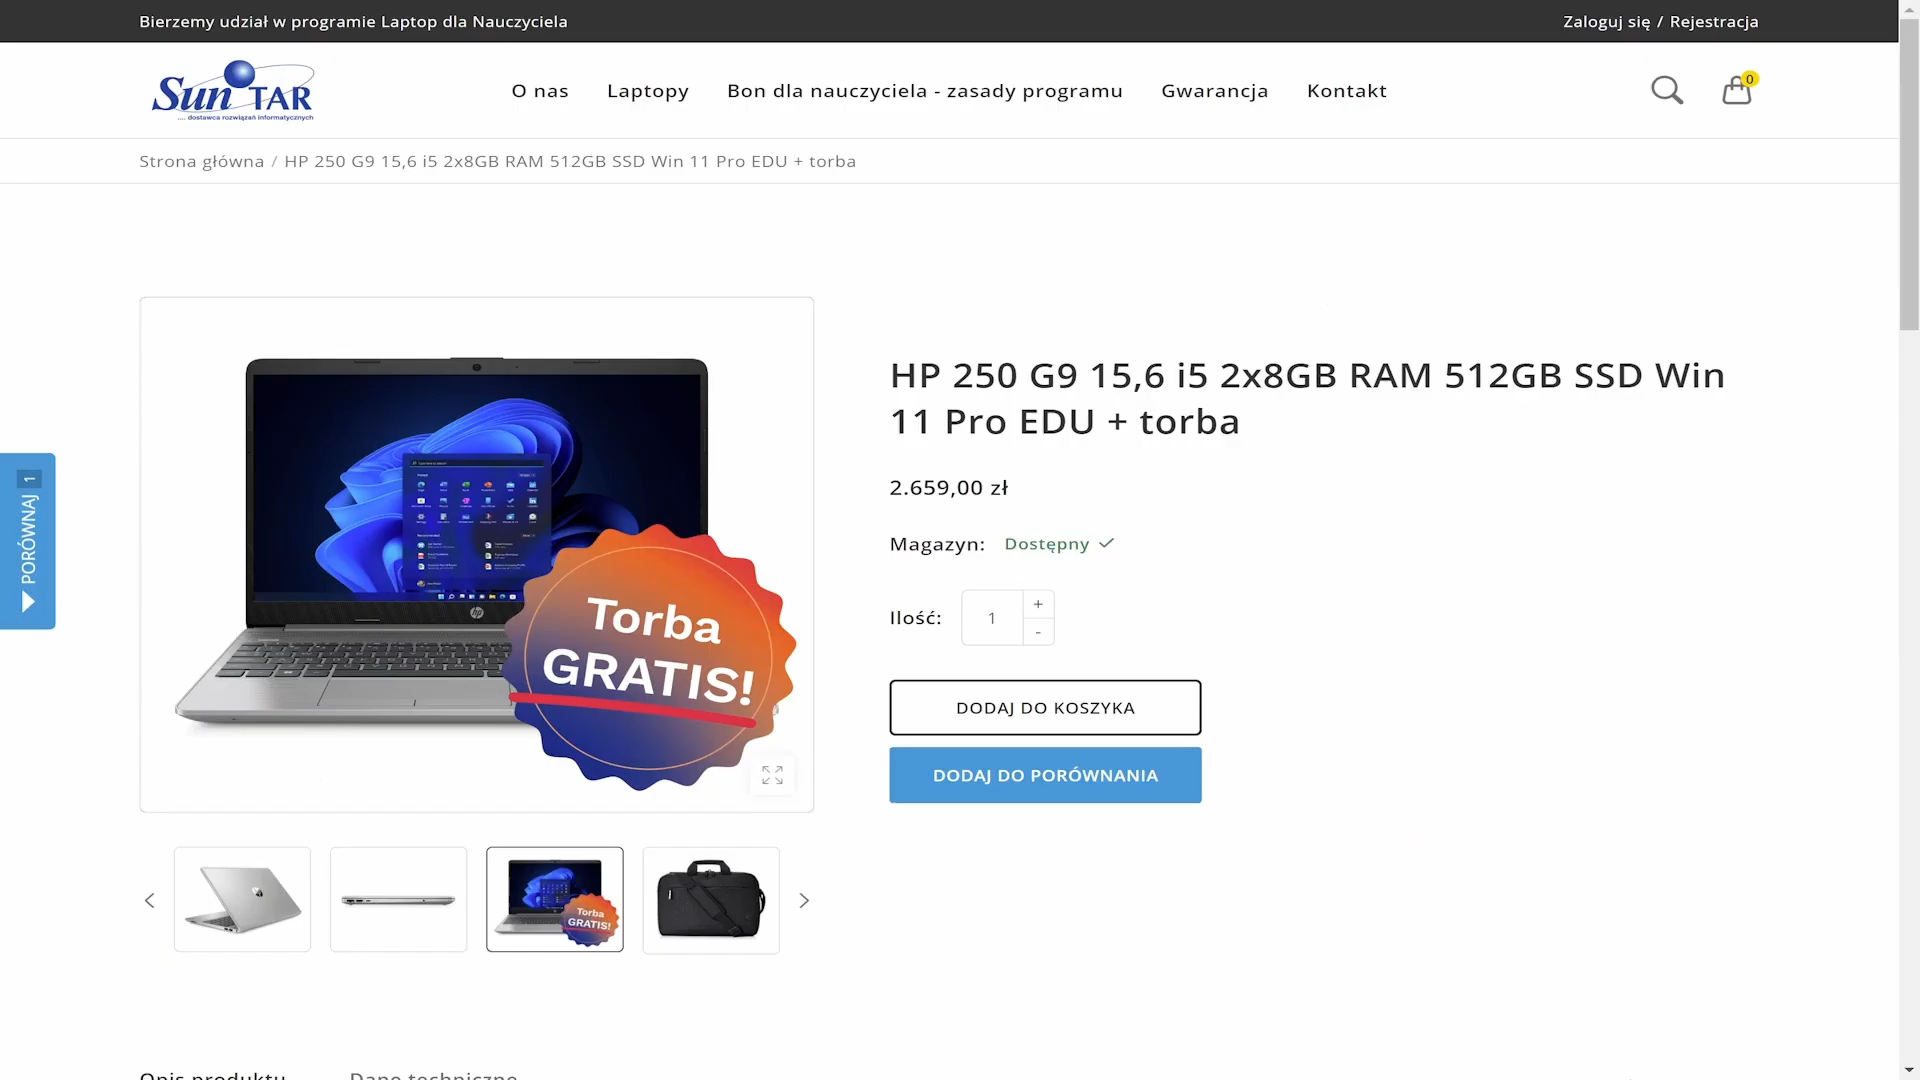 Bierzemy udział w programie Laptop dla Nauczyciela
Zaloguj się / Rejestracja
Sun TAR
.... dostawca rozwiązań informatycznych
O nas
Laptopy
Bon dla nauczyciela - zasady programu
Gwarancja
Kontakt
0
Strona główna / HP 250 G9 15,6 i5 2x8GB RAM 512GB SSD Win 11 Pro EDU + torba
PORÓWNAJ 1
hp
Torba
GRATIS!
HP 250 G9 15,6 i5 2x8GB RAM 512GB SSD Win
11 Pro EDU + torba
2.659,00 zł
Magazyn: Dostępny
Ilość: 1
+
-
DODAJ DO KOSZYKA
DODAJ DO PORÓWNANIA
Torba
GRATIS!
Opis produktu
Dane techniczne